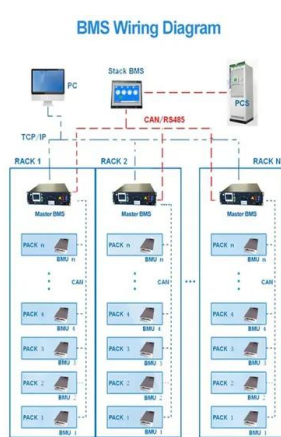 BMS Wiring Diagram
PC
Stack BMS
PCS
CAN/RS485
TCP/IP
RACK 1
RACK 2
RACK N
Master BMS
Master BMS
Master BMS
PACK n
BMU n
PACK n
BMU n
PACK n
BMU n
CAN
CAN
...
CAN
PACK 4
BMU 4
PACK 4
BMU 4
PACK 4
BMU 4
PACK 3
BMU 3
PACK 3
BMU 3
PACK 3
BMU 3
PACK 2
BMU 2
PACK 2
BMU 2
PACK 2
BMU 2
PACK 1
BMU 1
PACK 1
BMU 1
PACK 1
BMU 1